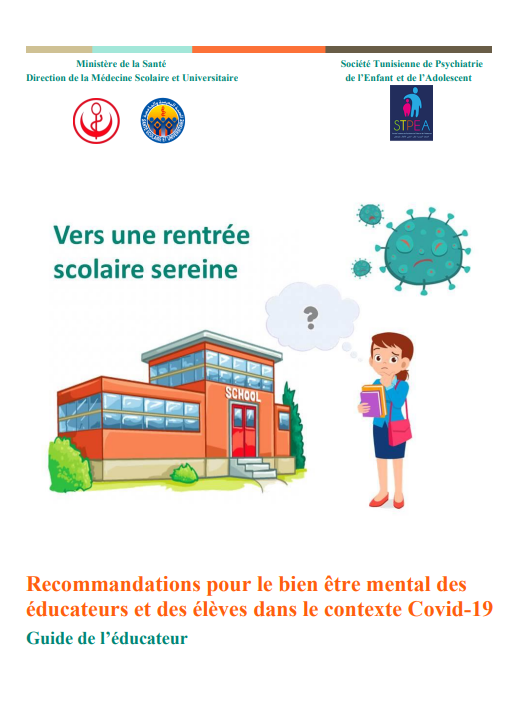 Ministère de la Santé
Direction de la Médecine Scolaire et Universitaire
Société Tunisienne de Psychiatrie
de l'Enfant et de l'Adolescent
STPEA
Vers une rentrée
scolaire sereine
?
SCHOOL
Recommandations pour le bien être mental des
éducateurs et des élèves dans le contexte Covid-19
Guide de l'éducateur